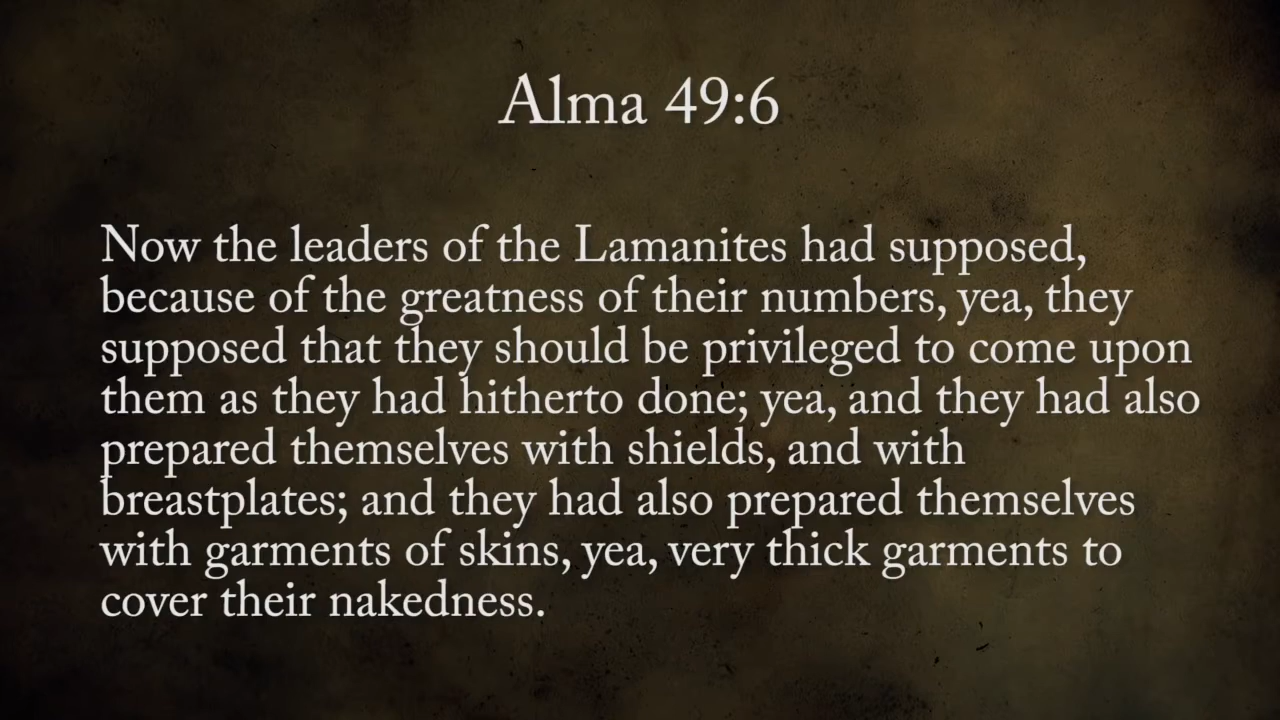 Alma 49:6
Now the leaders of the Lamanites had supposed,
because of the greatness of their numbers, yea, they
supposed that they should be privileged to come upon
them as they had hitherto done; yea, and they had also
prepared themselves with shields, and with
breastplates; and they had also prepared themselves
with garments of skins, yea, very thick garments to
cover their nakedness.